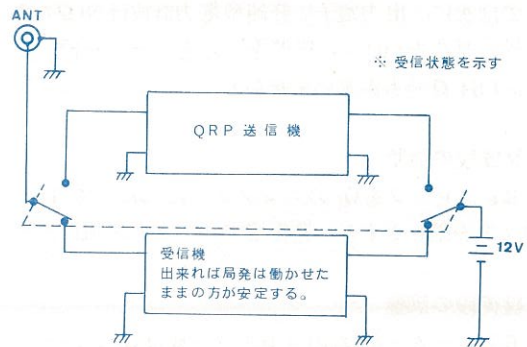 ANT
※ 受信状態を示す
QRP 送信機
12V
受信機
出来れば局発は働かせた
ままの方が安定する。